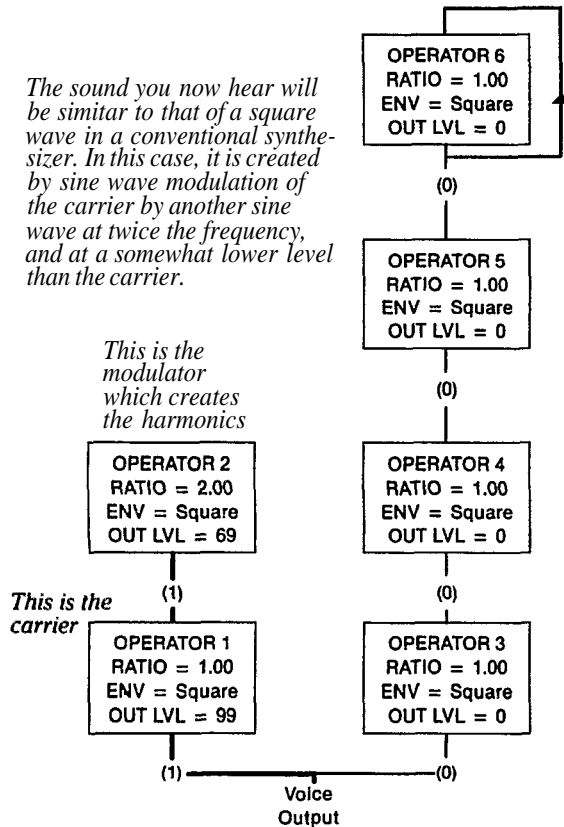 OPERATOR 6
RATIO = 1.00
ENV = Square
OUT LVL = 0
The sound you now hear will
be simitar to that of a square
wave in a conventional synthe-
sizer. In this case, it is created
by sine wave modulation of
the carrier by another sine
wave at twice the frequency,
and at a somewhat lower level
than the carrier.
(0)
OPERATOR 5
RATIO = 1.00
ENV = Square
OUT LVL = 0
(0)
This is the
modulator
which creates
the harmonics
OPERATOR 2
RATIO = 2.00
ENV = Square
OUT LVL = 69
OPERATOR 4
RATIO = 1.00
ENV = Square
OUT LVL = 0
(1)
(0)
This is the
carrier
OPERATOR 1
RATIO = 1.00
ENV = Square
OUT LVL = 99
OPERATOR 3
RATIO = 1.00
ENV = Square
OUT LVL = 0
(1)
(0)
Voice
Output